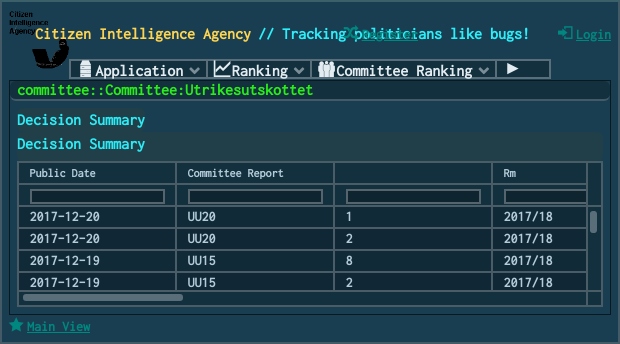 Citizen
Intelligence
Agency
Citizen Intelligence Agency // Tracking politicians like bugs!
Register
Login
Application
Ranking
Committee Ranking
committee::Committee:Utrikesutskottet
Decision Summary
Decision Summary
Public Date Committee Report Rm
2017-12-20 UU20 1 2017/18
2017-12-20 UU20 2 2017/18
2017-12-19 UU15 8 2017/18
2017-12-19 UU15 2 2017/18
Main View